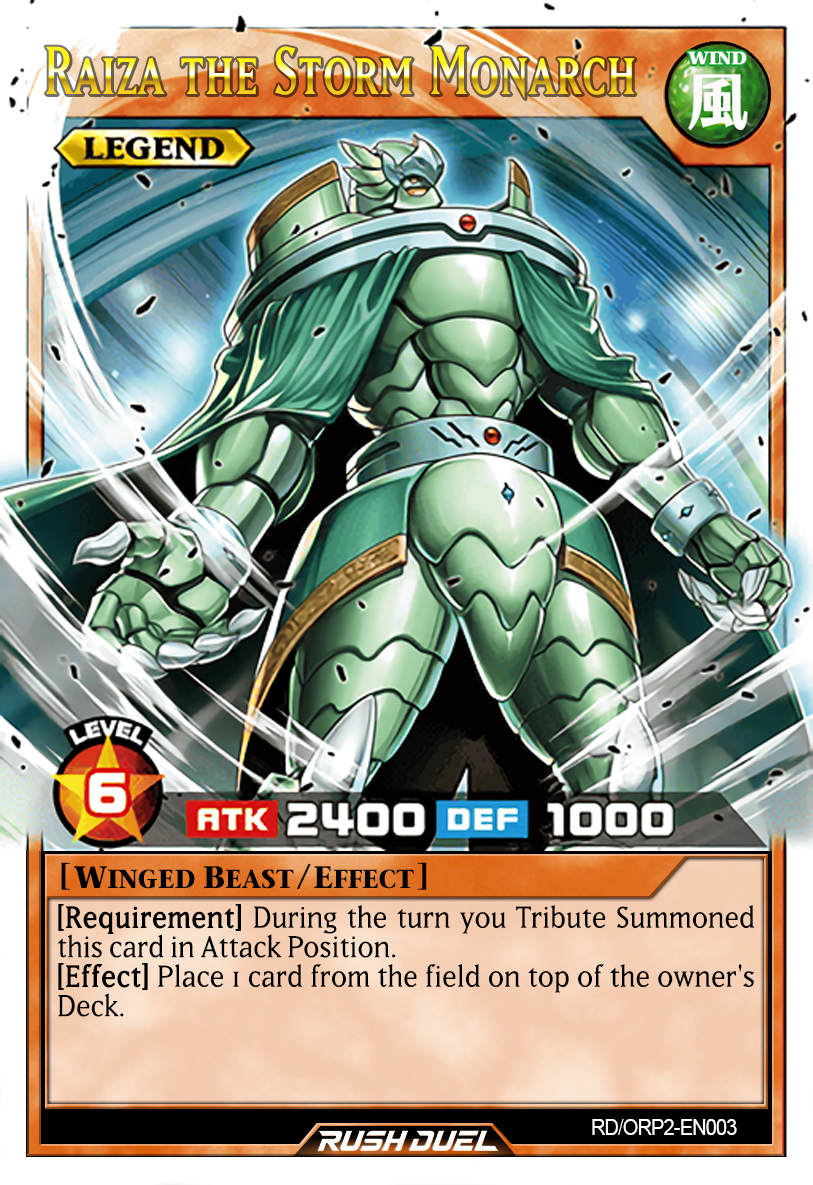 RAIZA THE STORM MONARCH
WIND
風
LEGEND
LEVEL
6
ATK 2400 DEF 1000
[WINGED BEAST/EFFECT]
[Requirement] During the turn you Tribute Summoned
this card in Attack Position.
[Effect] Place 1 card from the field on top of the owner's
Deck.
RUSH DUEL
RD/ORP2-EN003